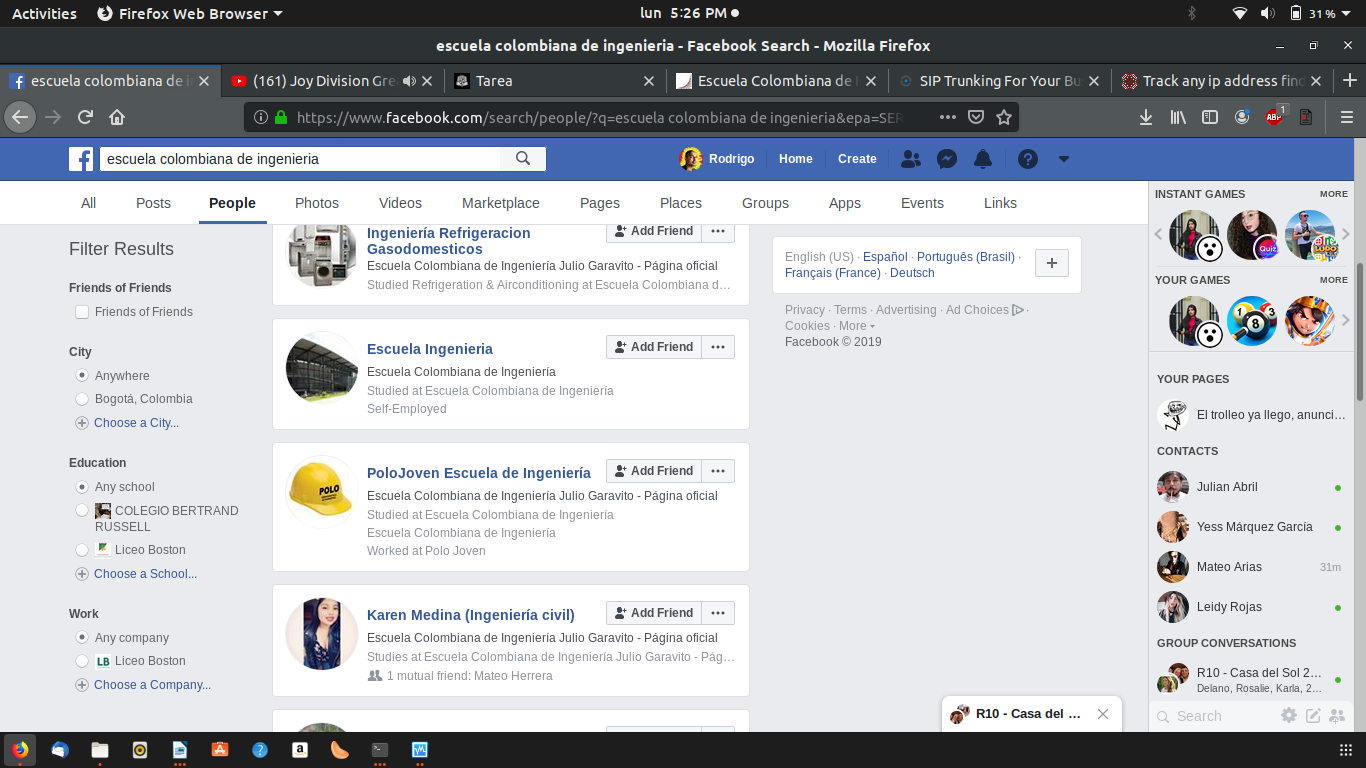 Activities
Firefox Web Browser
lun 5:26 PM
31 %
escuela colombiana de ingenieria - Facebook Search - Mozilla Firefox
escuela colombiana de in
(161) Joy Division Gre
Tarea
Escuela Colombiana de I
SIP Trunking For Your Bu
Track any ip address find
https://www.facebook.com/search/people/?q=escuela colombiana de ingenieria&epa=SER
ABP
1
escuela colombiana de ingenieria
Rodrigo
Home
Create
All
Posts
People
Photos
Videos
Marketplace
Pages
Places
Groups
Apps
Events
Links
Filter Results
Friends of Friends
Friends of Friends
City
Anywhere
Bogotá, Colombia
Choose a City...
Education
Any school
COLEGIO BERTRAND
RUSSELL
Liceo Boston
Choose a School...
Work
Any company
LB
Liceo Boston
Choose a Company...
Ingeniería Refrigeracion
Gasodomesticos
Add Friend
Escuela Colombiana de Ingeniería Julio Garavito - Página oficial
Studied Refrigeration & Airconditioning at Escuela Colombiana d…
Escuela Ingenieria
Add Friend
Escuela Colombiana de Ingeniería
Studied at Escuela Colombiana de Ingeniería
Self-Employed
POLO
PoloJoven Escuela de Ingeniería
Add Friend
Escuela Colombiana de Ingeniería Julio Garavito - Página oficial
Studied at Escuela Colombiana de Ingeniería
Escuela Colombiana de Ingeniería
Worked at Polo Joven
Karen Medina (Ingeniería civil)
Add Friend
Escuela Colombiana de Ingeniería Julio Garavito - Página oficial
Studies at Escuela Colombiana de Ingeniería Julio Garavito - Pág…
1 mutual friend: Mateo Herrera
English (US) · Español · Português (Brasil) ·
Français (France) · Deutsch
Privacy · Terms · Advertising · Ad Choices ·
Cookies · More
Facebook © 2019
INSTANT GAMES
MORE
Quiz
LUDO
YOUR GAMES
MORE
1 3
8
YOUR PAGES
El trolleo ya llego, anunci…
CONTACTS
Julian Abril
Yess Márquez García
Mateo Arias
31m
Leidy Rojas
GROUP CONVERSATIONS
R10 - Casa del Sol 2…
Delano, Rosalie, Karla, 2…
Search
R10 - Casa del …